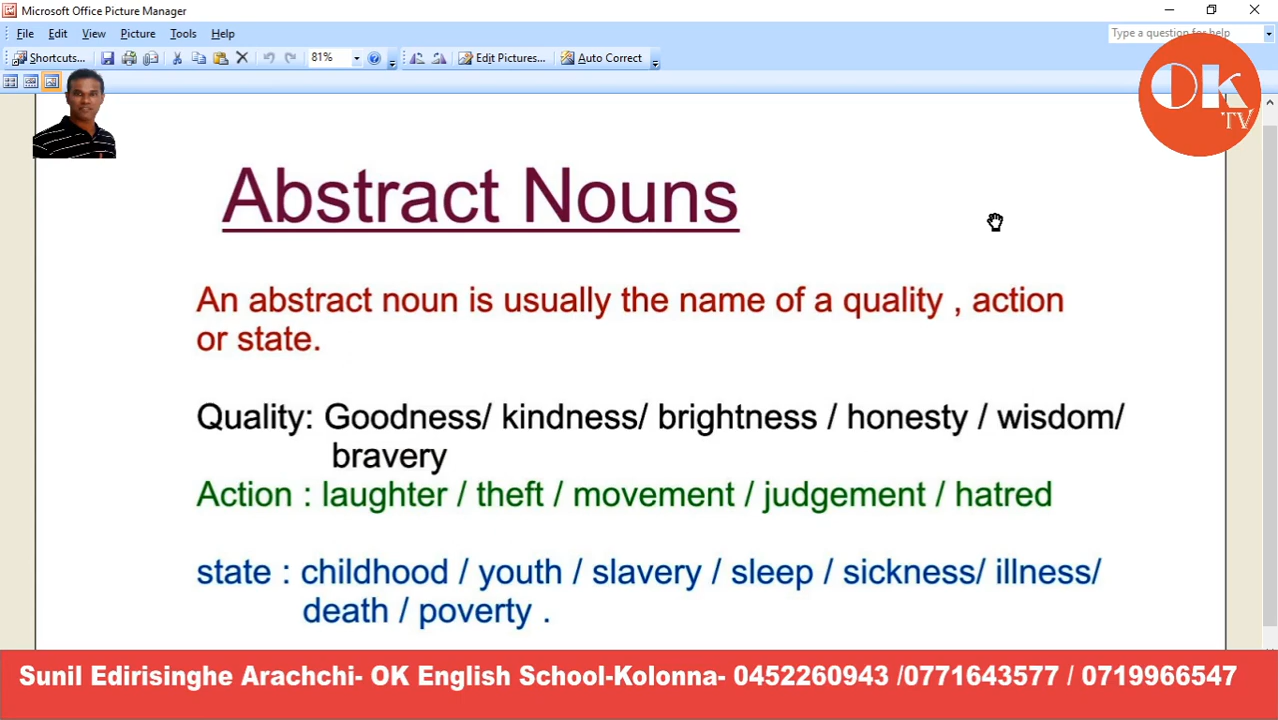 Microsoft Office Picture Manager
File Edit View Picture Tools Help
Type a question for help
Shortcuts... 81% Edit Pictures... Auto Correct
OK
TV
Abstract Nouns
An abstract noun is usually the name of a quality , action
or state.
Quality: Goodness/ kindness/ brightness / honesty / wisdom/
bravery
Action : laughter / theft / movement / judgement / hatred
state : childhood / youth / slavery / sleep / sickness/ illness/
death / poverty .
Sunil Edirisinghe Arachchi- OK English School-Kolonna- 0452260943 /0771643577 / 0719966547